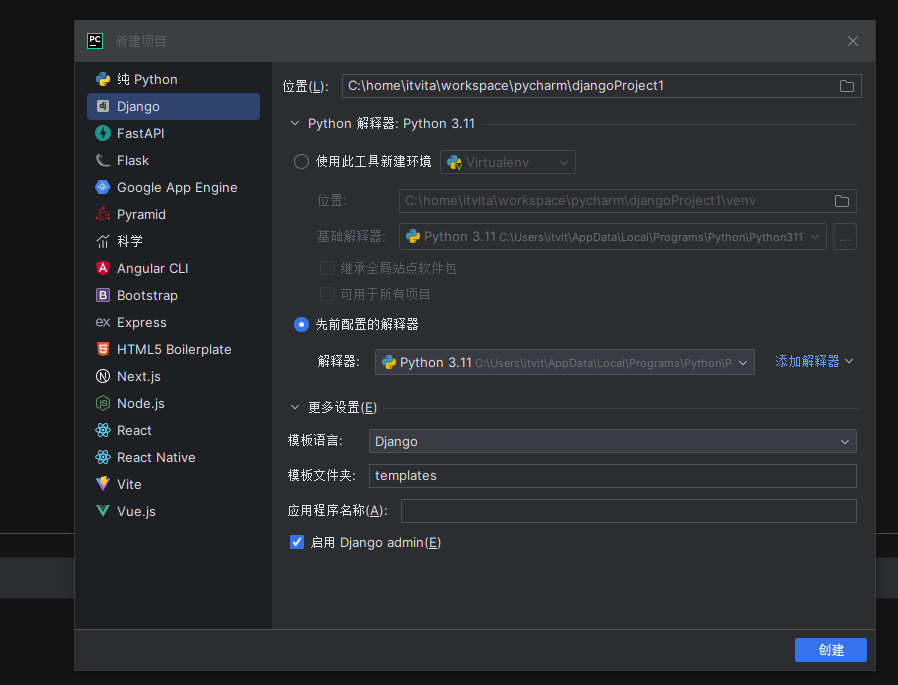 PC 新建项目
纯 Python
dj Django
FastAPI
Flask
Google App Engine
Pyramid
科学
Angular CLI
B Bootstrap
ex Express
HTML5 Boilerplate
N Next.js
Node.js
React
React Native
Vite
Vue.js
位置(L): C:\home\itvita\workspace\pycharm\djangoProject1
Python 解释器: Python 3.11
使用此工具新建环境 Virtualenv
位置: C:\home\itvita\workspace\pycharm\djangoProject1\venv
基础解释器: Python 3.11 C:\Users\itvit\AppData\Local\Programs\Python\Python311 ...
继承全局站点软件包
可用于所有项目
先前配置的解释器
解释器: Python 3.11 C:\Users\itvit\AppData\Local\Programs\Python\P 添加解释器
更多设置(E)
模板语言: Django
模板文件夹: templates
应用程序名称(A):
启用 Django admin(E)
创建